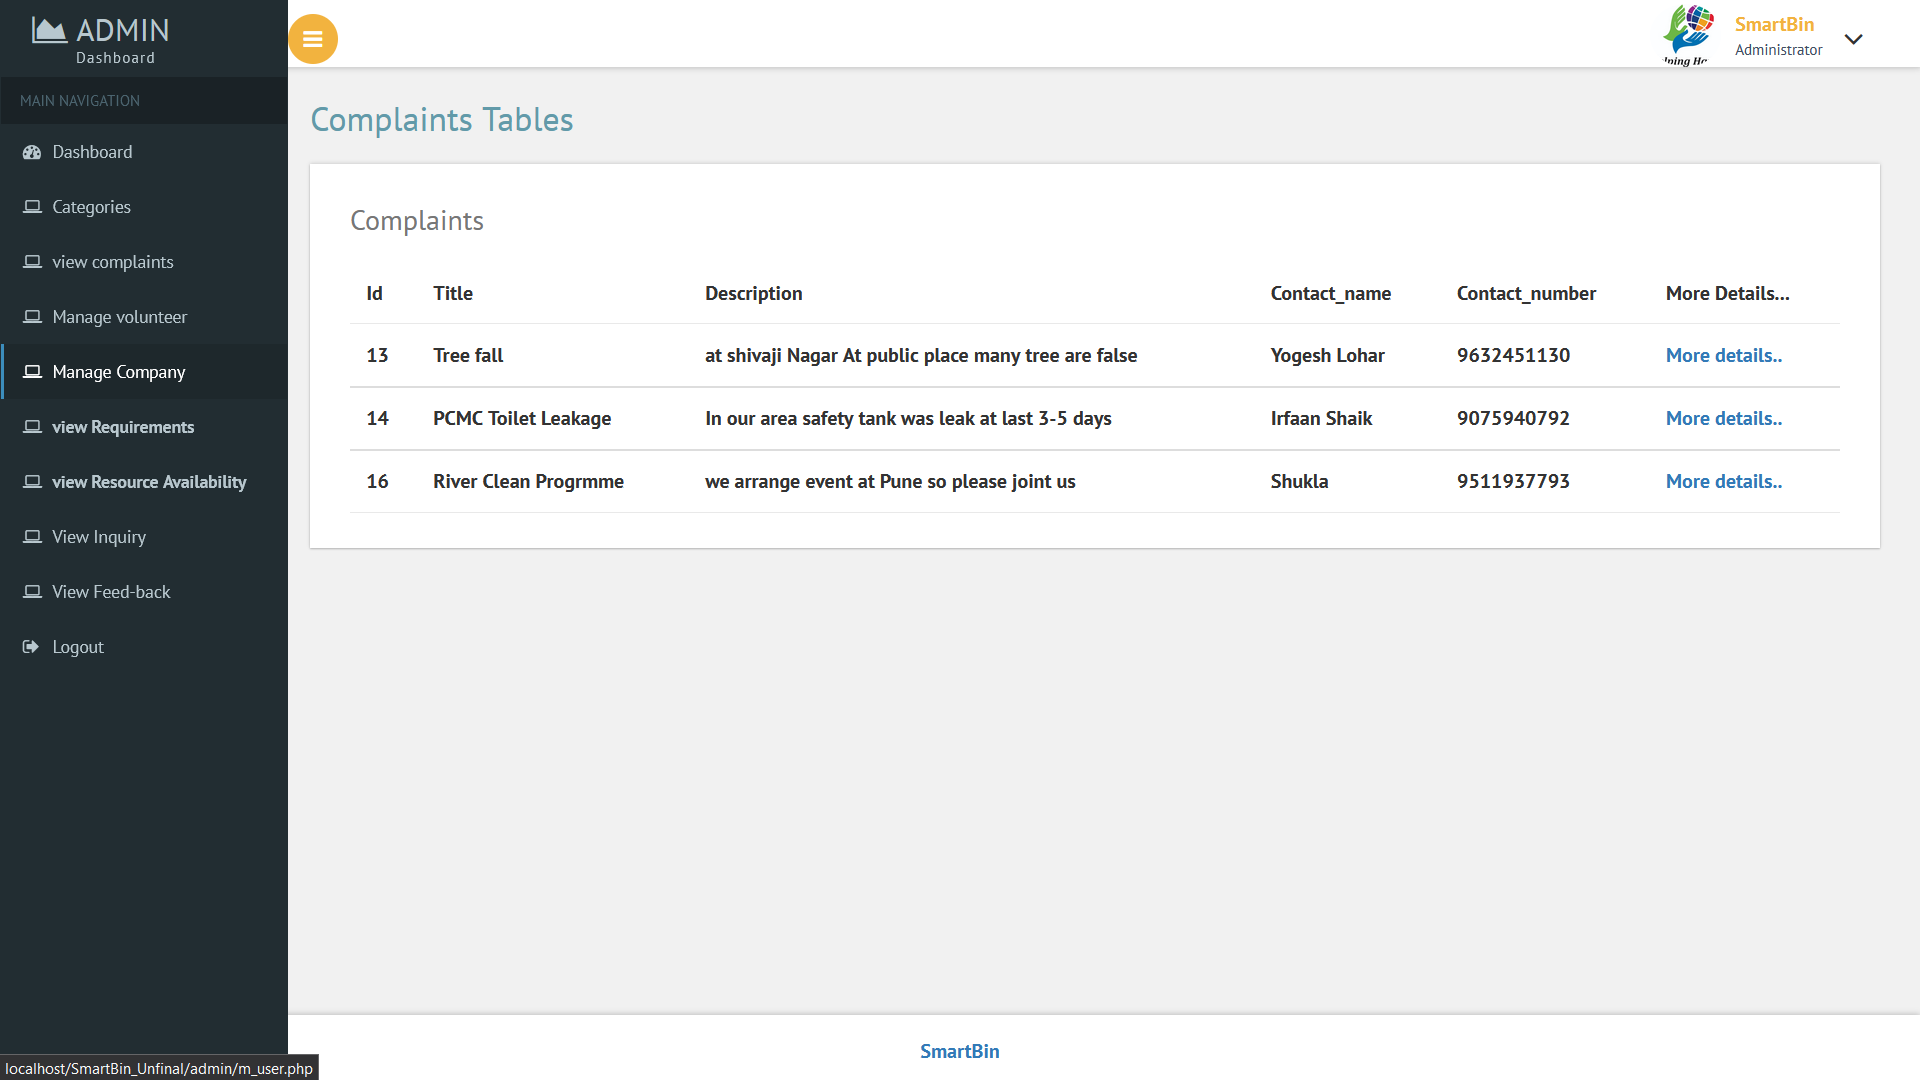 ADMIN
Dashboard
SmartBin
Administrator
MAIN NAVIGATION
Dashboard
Categories
view complaints
Manage volunteer
Manage Company
view Requirements
view Resource Availability
View Inquiry
View Feed-back
Logout
Complaints Tables
Complaints
Id Title Description Contact_name Contact_number More Details...
13 Tree fall at shivaji Nagar At public place many tree are false Yogesh Lohar 9632451130 More details..
14 PCMC Toilet Leakage In our area safety tank was leak at last 3-5 days Irfaan Shaik 9075940792 More details..
16 River Clean Progrmme we arrange event at Pune so please joint us Shukla 9511937793 More details..
SmartBin
localhost/SmartBin_Unfinal/admin/m_user.php